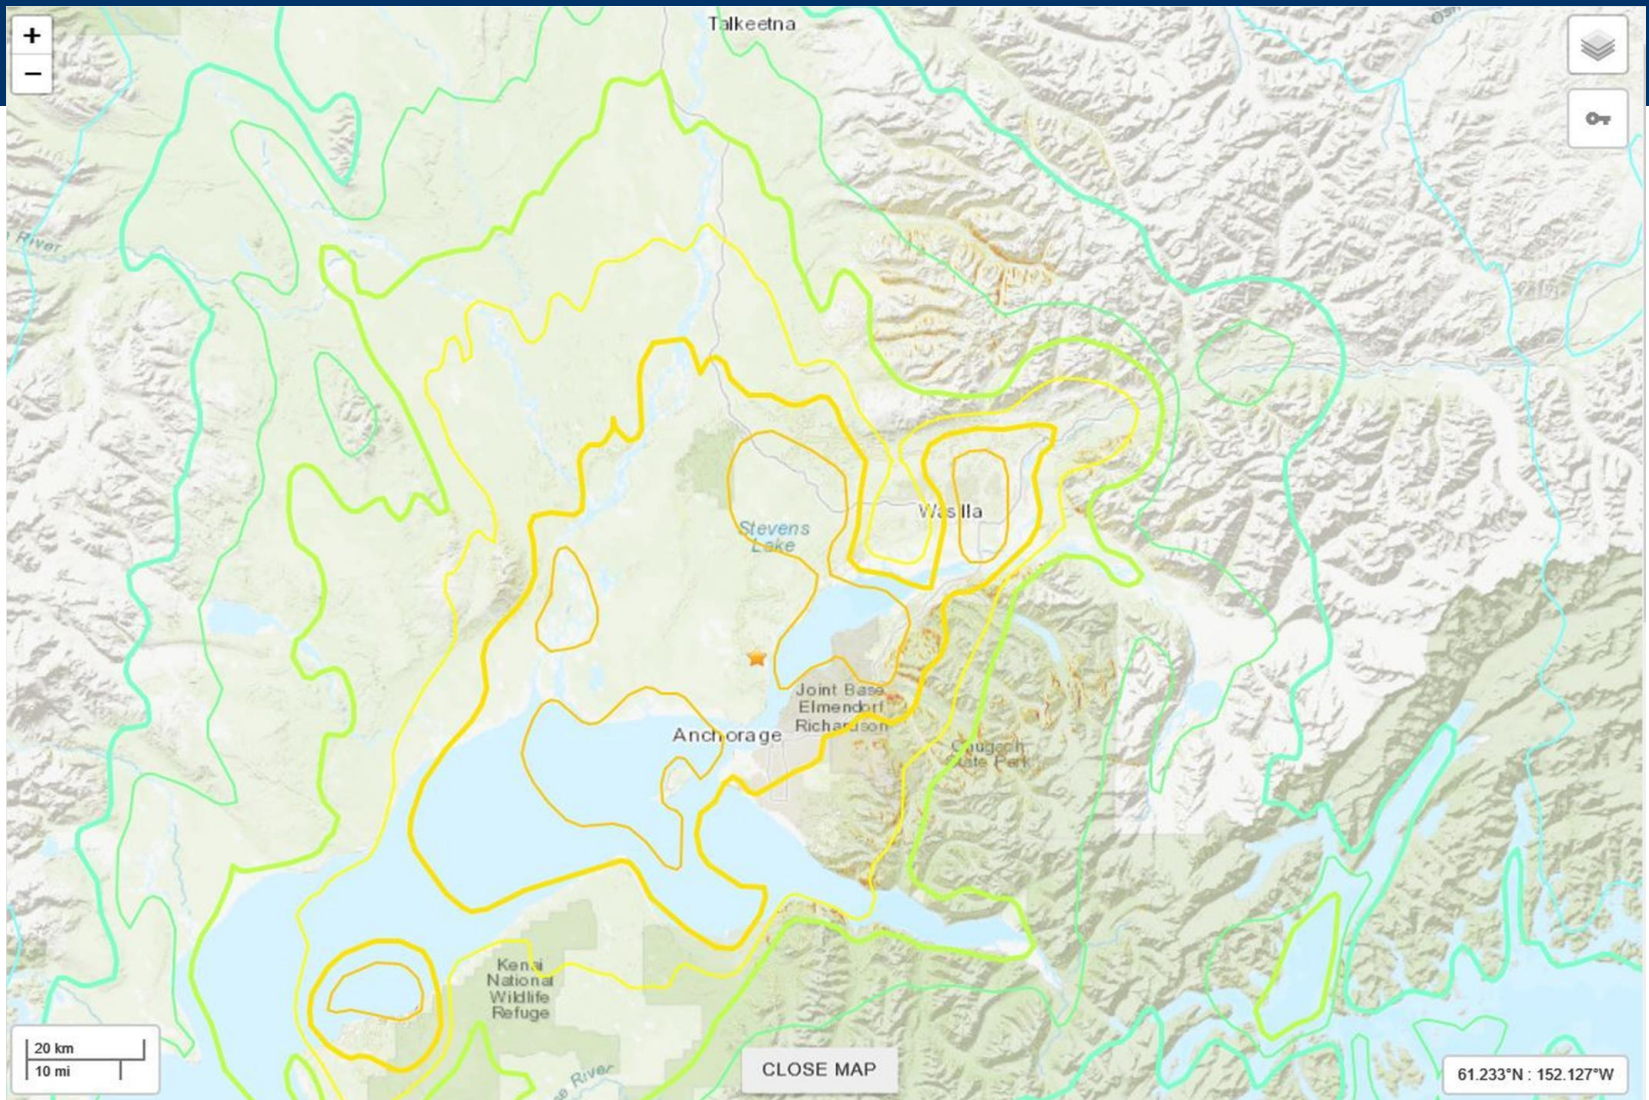 +
Talkeetna
−
River
Wasilla
Stevens
Lake
Joint Base
Elmendorf
Richardson
Anchorage
Chugach
State Park
Kenai
National
Wildlife
Refuge
20 km
10 mi
River
CLOSE MAP
61.233°N : 152.127°W